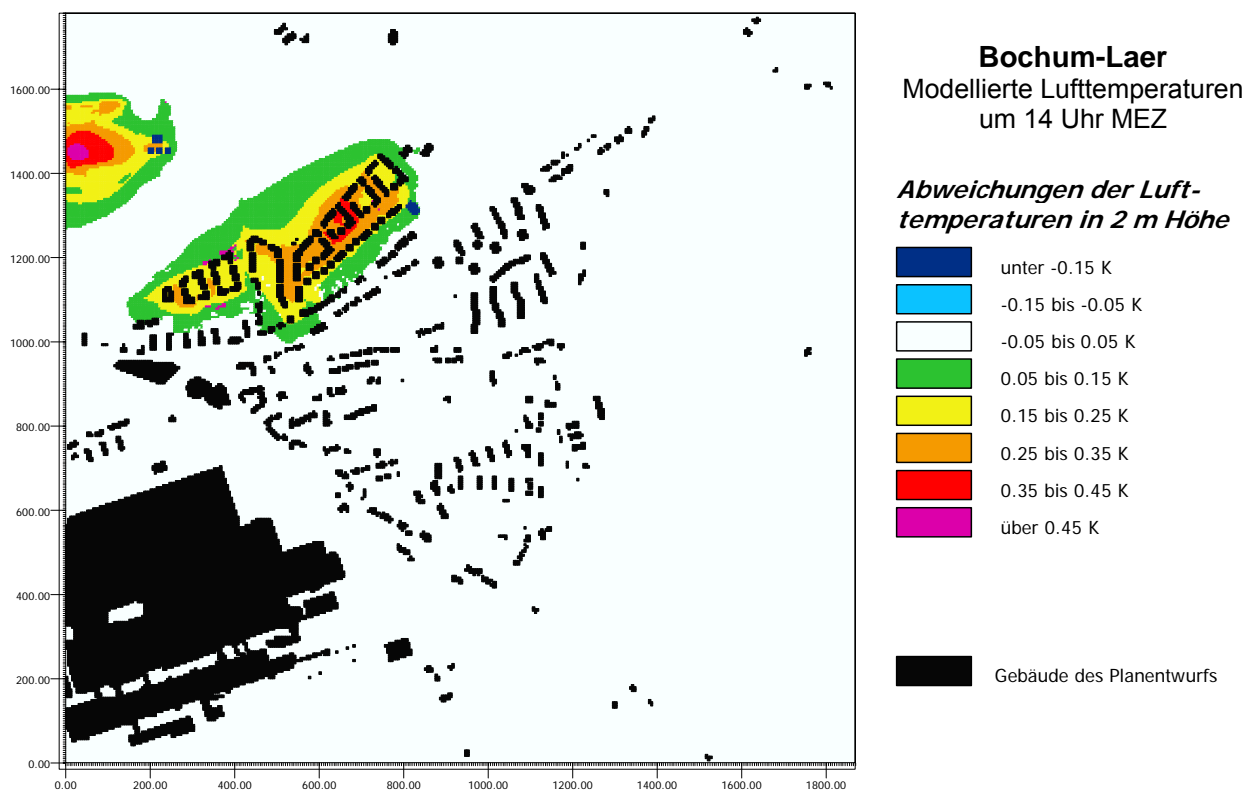 Bochum-Laer
Modellierte Lufttemperaturen
um 14 Uhr MEZ
Abweichungen der Luft-
temperaturen in 2 m Höhe
unter -0.15 K
-0.15 bis -0.05 K
-0.05 bis 0.05 K
0.05 bis 0.15 K
0.15 bis 0.25 K
0.25 bis 0.35 K
0.35 bis 0.45 K
über 0.45 K
Gebäude des Planentwurfs
1600.00
1400.00
1200.00
1000.00
800.00
600.00
400.00
200.00
0.00
0.00 200.00 400.00 600.00 800.00 1000.00 1200.00 1400.00 1600.00 1800.00